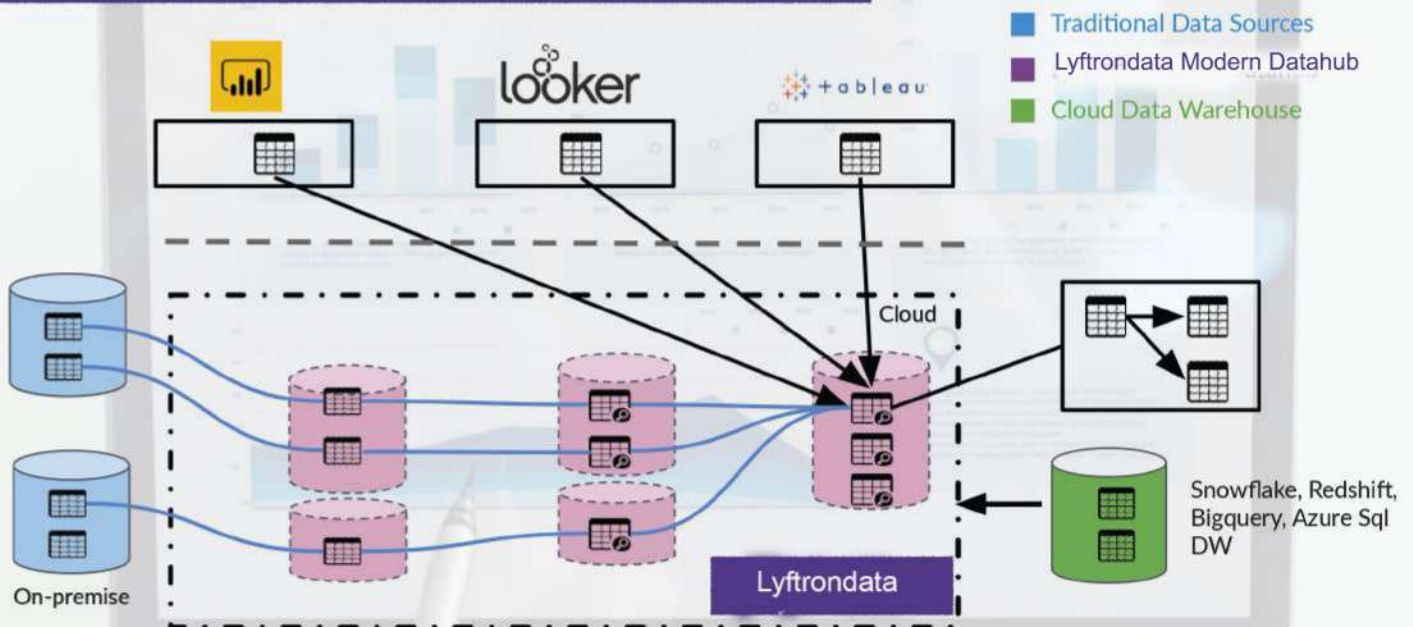 Traditional Data Sources
looker
+ a b l e a u
Lyftrondata Modern Datahub
Cloud Data Warehouse
Cloud
Snowflake, Redshift,
Bigquery, Azure Sql
DW
Lyftrondata
On-premise